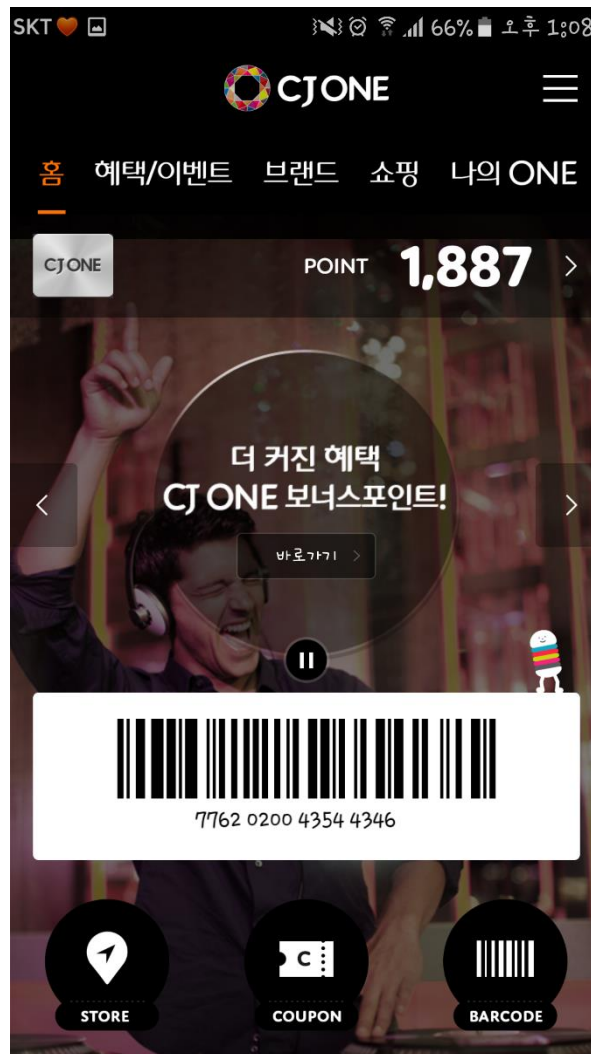 SKT 66% 오후 1:08
CJ ONE
홈 혜택/이벤트 브랜드 쇼핑 나의 ONE
CJ ONE POINT 1,887
더 커진 혜택
CJ ONE 보너스포인트!
바로가기
7762 0200 4354 4346
C
STORE COUPON BARCODE